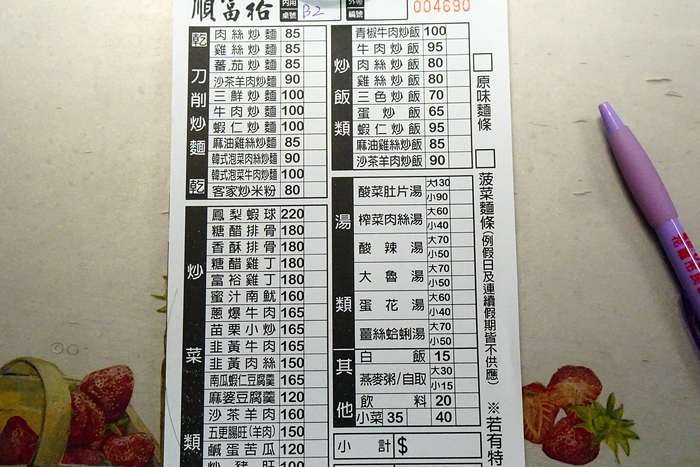 順富裕 內用桌號 B2 外帶編號 004690
乾 刀削炒麵 乾
肉絲炒麵 85
雞絲炒麵 85
蕃茄炒麵 85
沙茶羊肉炒麵 90
三鮮炒麵 100
牛肉炒麵 100
蝦仁炒麵 100
麻油雞絲炒麵 85
韓式泡菜肉絲炒麵 90
韓式泡菜牛肉炒麵 100
客家炒米粉 80
炒菜類
鳳梨蝦球 220
糖醋排骨 180
香酥排骨 180
糖醋雞丁 180
富裕雞丁 180
蜜汁南魷 160
蔥爆牛肉 165
苗栗小炒 165
韭黃牛肉 165
韭黃肉絲 150
南瓜蝦仁豆腐羹 165
麻婆豆腐羹 120
沙茶羊肉 160
五更腸旺(羊肉) 150
鹹蛋苦瓜 120
炒豬肝 100
炒飯類
青椒牛肉炒飯 100
牛肉炒飯 95
肉絲炒飯 80
雞絲炒飯 80
三色炒飯 70
蛋炒飯 65
蝦仁炒飯 95
麻油雞絲炒飯 85
沙茶羊肉炒飯 90
湯類
酸菜肚片湯 大130 小90
榨菜肉絲湯 大60 小40
酸辣湯 大70 小50
大魯湯 大70 小50
蛋花湯 大60 小40
薑絲蛤蜊湯 大70 小50
其他
白飯 15
燕麥粥/自取 大30 小15
飲料 20
小菜 35 40
小計 $
原味麵條
菠菜麵條(例假日及連續假期皆不供應)
※若有特